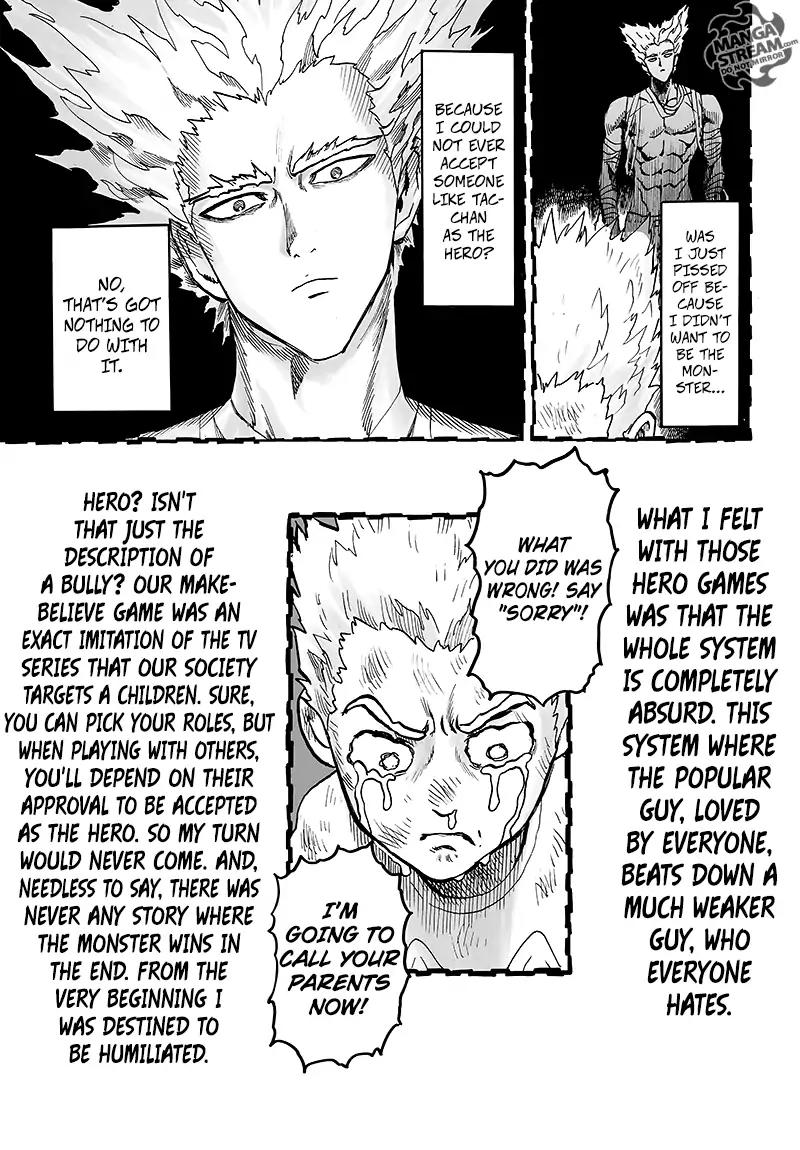 MANGA
STREAM.COM
DO NOT MIRROR
WAS
I JUST
PISSED
OFF BE-
CAUSE
I DIDN'T
WANT TO
BE THE
MON-
STER...
BECAUSE
I COULD
NOT EVER
ACCEPT
SOMEONE
LIKE TAC-
CHAN
AS THE
HERO?
NO,
THAT'S GOT
NOTHING TO
DO WITH
IT.
WHAT I FELT
WITH THOSE
HERO GAMES
WAS THAT THE
WHOLE SYSTEM
IS COMPLETELY
ABSURD. THIS
SYSTEM WHERE
THE POPULAR
GUY, LOVED
BY EVERYONE,
BEATS DOWN A
MUCH WEAKER
GUY, WHO
EVERYONE
HATES.
WHAT
YOU DID WAS
WRONG! SAY
"SORRY"!
I'M
GOING TO
CALL YOUR
PARENTS
NOW!
HERO? ISN'T
THAT JUST THE
DESCRIPTION OF
A BULLY? OUR MAKE-
BELIEVE GAME WAS AN
EXACT IMITATION OF THE TV
SERIES THAT OUR SOCIETY
TARGETS A CHILDREN. SURE,
YOU CAN PICK YOUR ROLES, BUT
WHEN PLAYING WITH OTHERS,
YOU'LL DEPEND ON THEIR
APPROVAL TO BE ACCEPTED
AS THE HERO. SO MY TURN
WOULD NEVER COME. AND,
NEEDLESS TO SAY, THERE WAS
NEVER ANY STORY WHERE
THE MONSTER WINS IN
THE END. FROM THE
VERY BEGINNING I
WAS DESTINED TO
BE HUMILIATED.